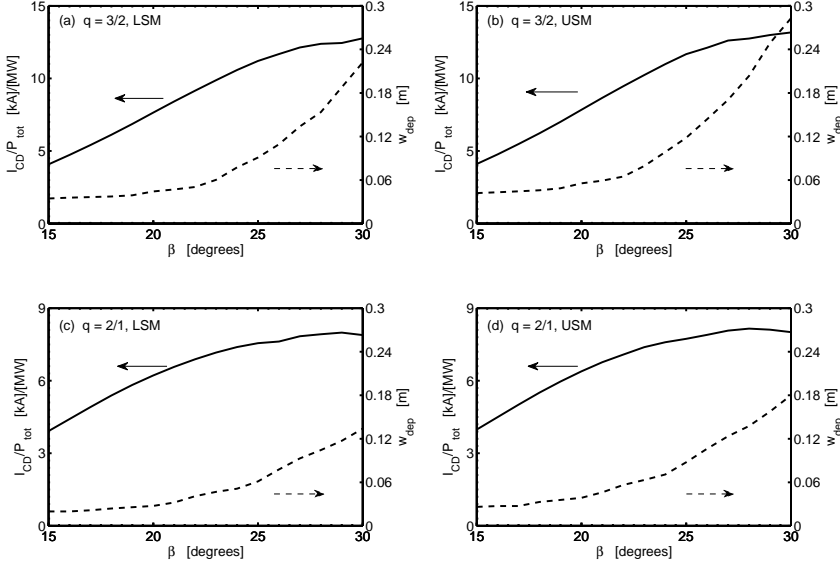 (a) q = 3/2, LSM
15
10
5
0
I_CD/P_tot [kA]/[MW]
0.3
0.24
0.18
0.12
0.06
0
w_dep [m]
15 20 25 30
β [degrees]
(b) q = 3/2, USM
15
10
5
0
I_CD/P_tot [kA]/[MW]
0.3
0.24
0.18
0.12
0.06
0
w_dep [m]
15 20 25 30
β [degrees]
(c) q = 2/1, LSM
9
6
3
0
I_CD/P_tot [kA]/[MW]
0.3
0.24
0.18
0.12
0.06
0
w_dep [m]
15 20 25 30
β [degrees]
(d) q = 2/1, USM
9
6
3
0
I_CD/P_tot [kA]/[MW]
0.3
0.24
0.18
0.12
0.06
0
w_dep [m]
15 20 25 30
β [degrees]